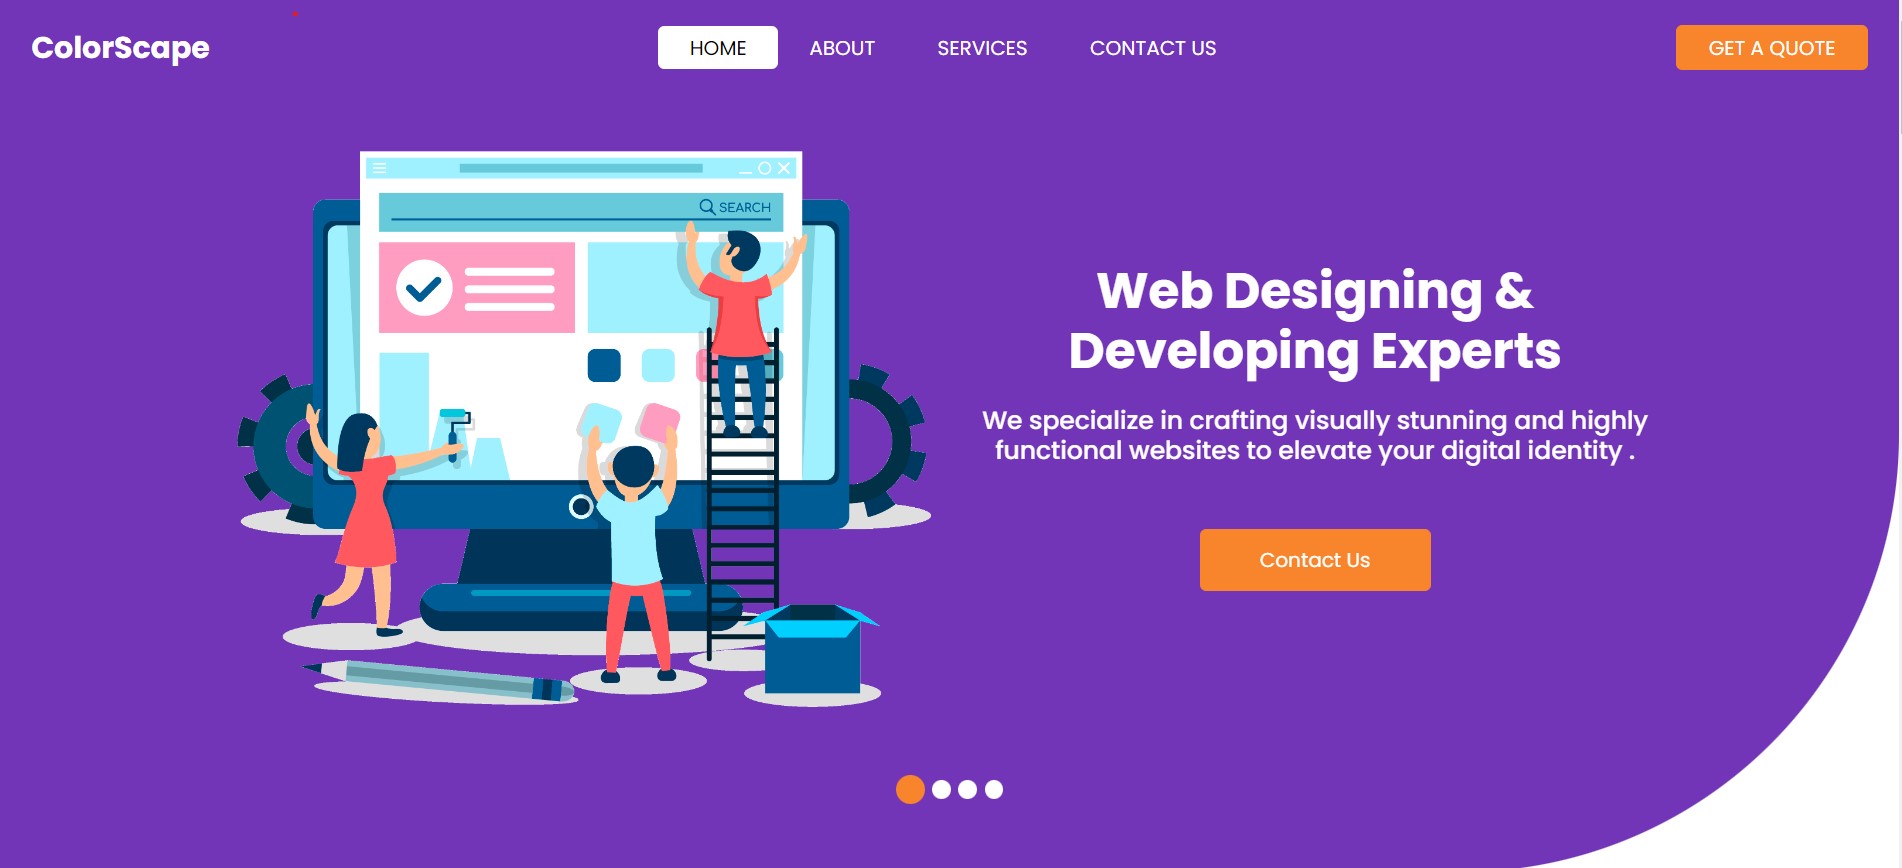 ColorScape
HOME
ABOUT
SERVICES
CONTACT US
GET A QUOTE
SEARCH
Web Designing &
Developing Experts
We specialize in crafting visually stunning and highly
functional websites to elevate your digital identity .
Contact Us